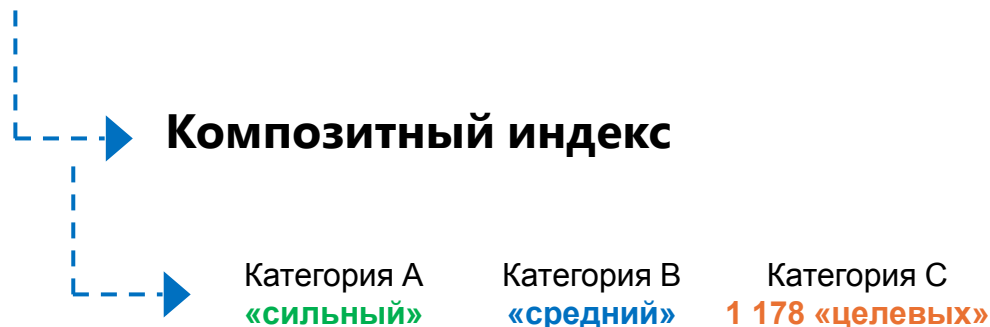 Композитный индекс
Категория A Категория B Категория C
«сильный» «средний» 1 178 «целевых»